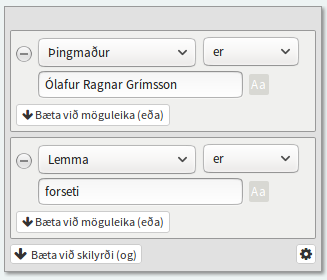 Þingmaður er
Ólafur Ragnar Grímsson Aa
Bæta við möguleika (eða)
Lemma er
forseti Aa
Bæta við möguleika (eða)
Bæta við skilyrði (og)